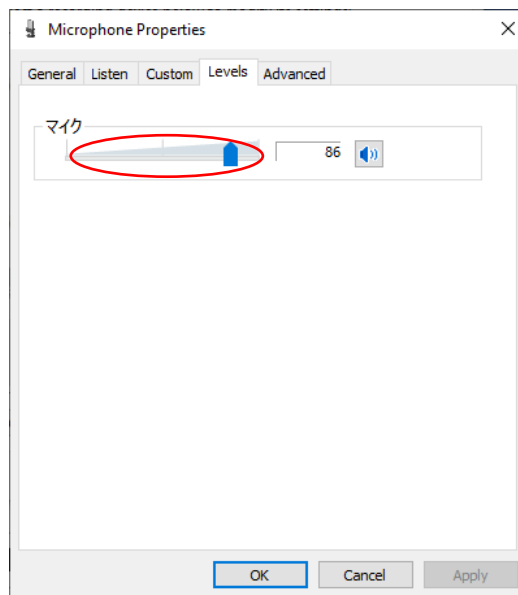 Microphone Properties
General Listen Custom Levels Advanced
マイク
86
OK Cancel Apply